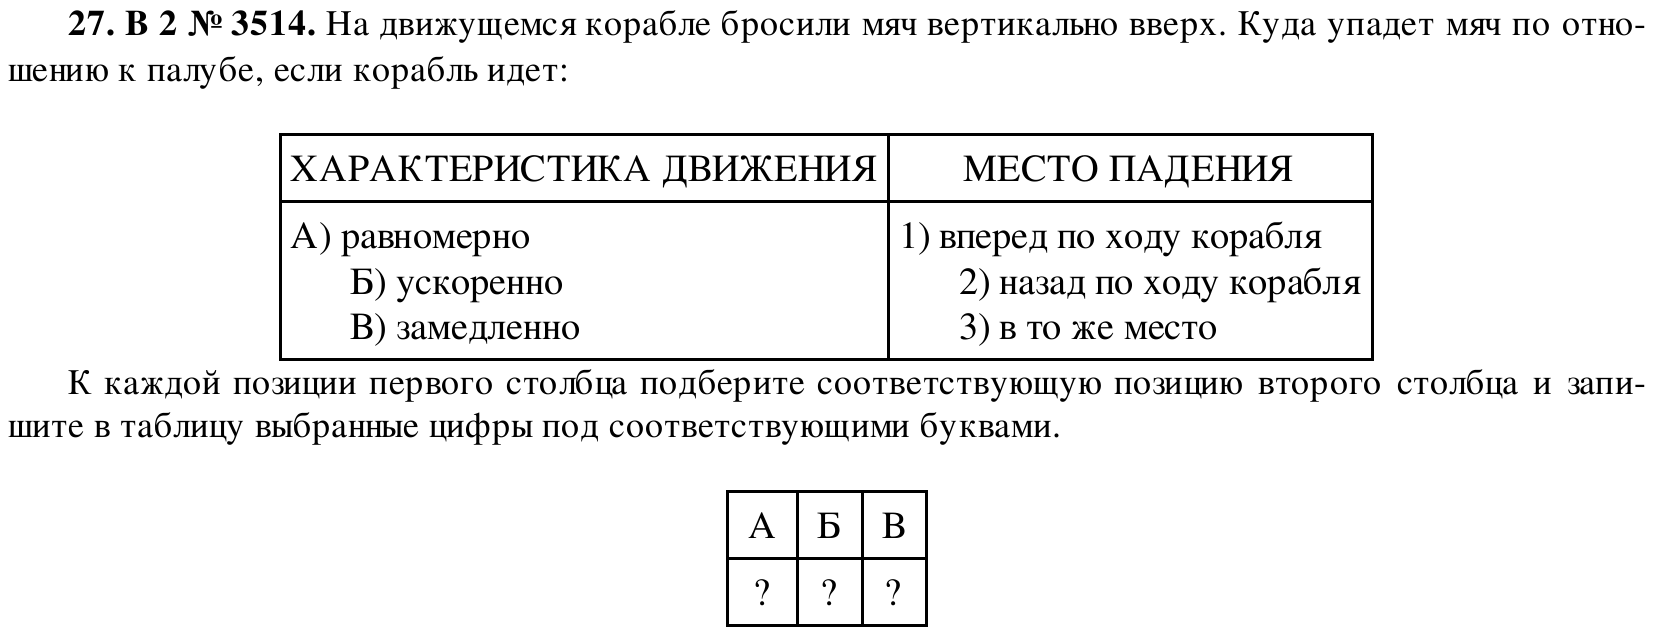 27. В 2 № 3514. На движущемся корабле бросили мяч вертикально вверх. Куда упадет мяч по отно-
шению к палубе, если корабль идет:
ХАРАКТЕРИСТИКА ДВИЖЕНИЯ
МЕСТО ПАДЕНИЯ
А) равномерно
Б) ускоренно
В) замедленно
1) вперед по ходу корабля
2) назад по ходу корабля
3) в то же место
К каждой позиции первого столбца подберите соответствующую позицию второго столбца и запи-
шите в таблицу выбранные цифры под соответствующими буквами.
А Б В
? ? ?